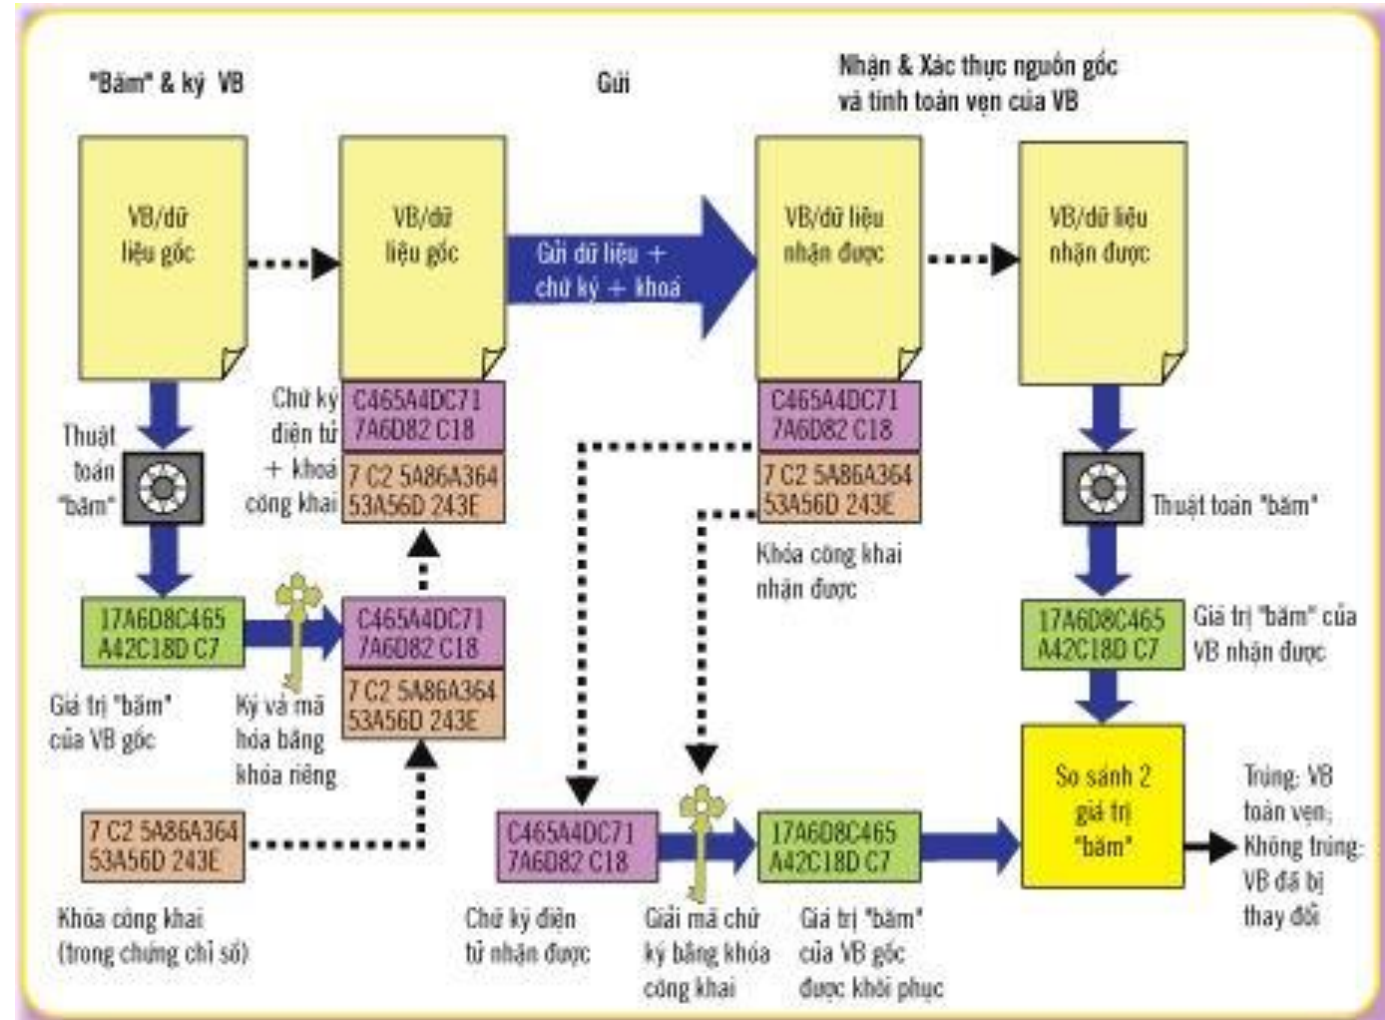 "Băm" & ký VB
Gửi
Nhận & Xác thực nguồn gốc
và tính toàn vẹn của VB
VB/dữ
liệu gốc
VB/dữ
liệu gốc
Gửi dữ liệu +
chữ ký + khoá
VB/dữ liệu
nhận được
VB/dữ liệu
nhận được
Thuật
toán
"băm"
Chữ ký
điện tử
+ khoá
công khai
C465A4DC71
7A6D82 C18
7 C2 5A86A364
53A56D 243E
C465A4DC71
7A6D82 C18
7 C2 5A86A364
53A56D 243E
Khóa công khai
nhận được
Thuật toán "băm"
17A6D8C465
A42C18D C7
Giá trị "băm"
của VB gốc
Ký và mã
hóa bằng
khóa riêng
C465A4DC71
7A6D82 C18
7 C2 5A86A364
53A56D 243E
17A6D8C465
A42C18D C7
Giá trị "băm" của
VB nhận được
7 C2 5A86A364
53A56D 243E
Khóa công khai
(trong chứng chỉ số)
C465A4DC71
7A6D82 C18
Chữ ký điện
tử nhận được
Giải mã chữ
ký bằng khóa
công khai
17A6D8C465
A42C18D C7
Giá trị "băm"
của VB gốc
được khôi phục
So sánh 2
giá trị
"băm"
Trùng: VB
toàn vẹn;
Không trùng:
VB đã bị
thay đổi